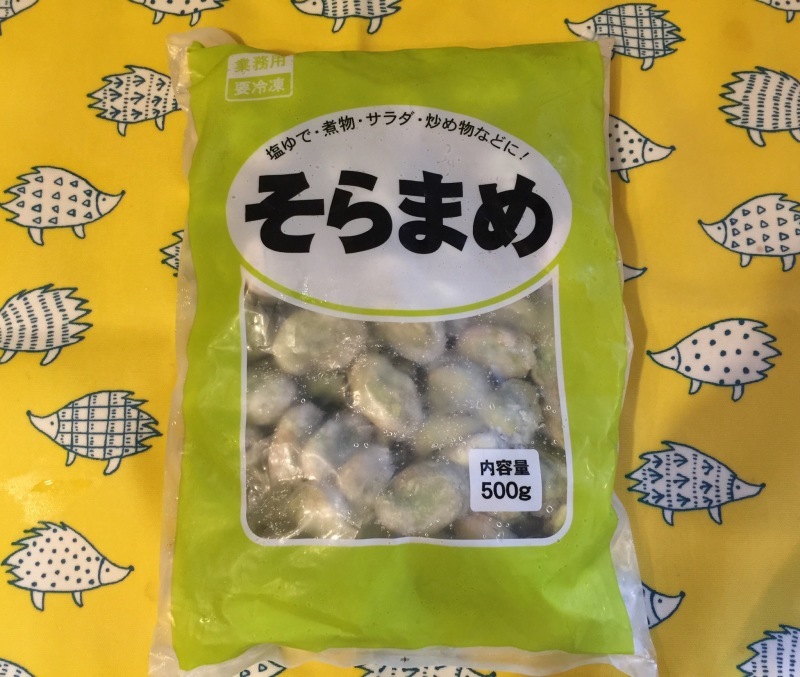 業務用
要冷凍
塩ゆで・煮物・サラダ・炒め物などに!
そらまめ
内容量
500g